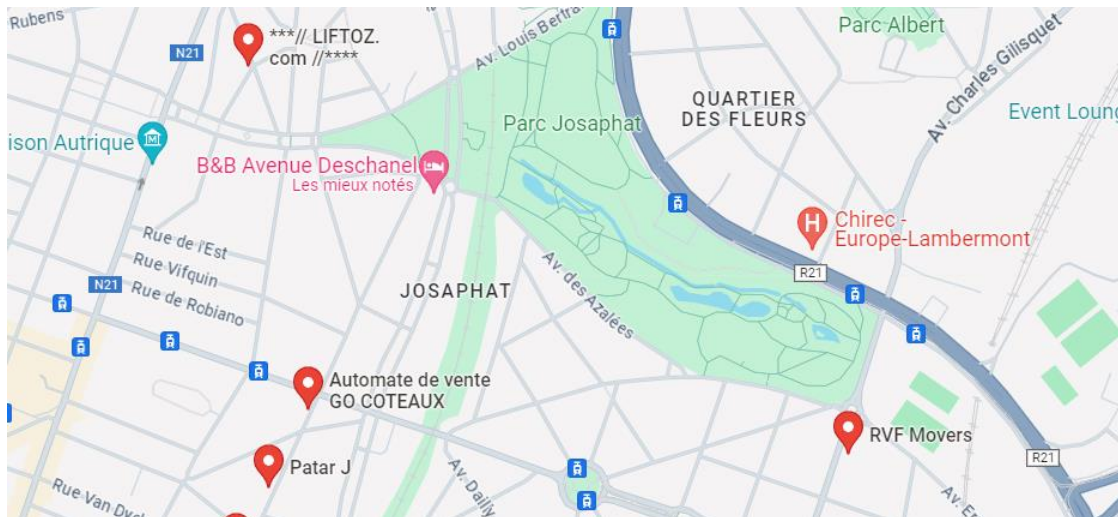 Rubens
***// LIFTOZ.
com //****
N21
Av. Louis Bertra
Parc Albert
Av. Charles Gilisquet
QUARTIER
DES FLEURS
Parc Josaphat
Event Loung
ison Autrique
M
B&B Avenue Deschanel
Les mieux notés
H
Chirec -
Europe-Lambermont
R21
Rue de l'Est
Rue Vifquin
N21
Rue de Robiano
JOSAPHAT
Av. des Azalées
Automate de vente
GO COTEAUX
RVF Movers
Patar J
R21
Av. Dailly
Rue Van Dyc